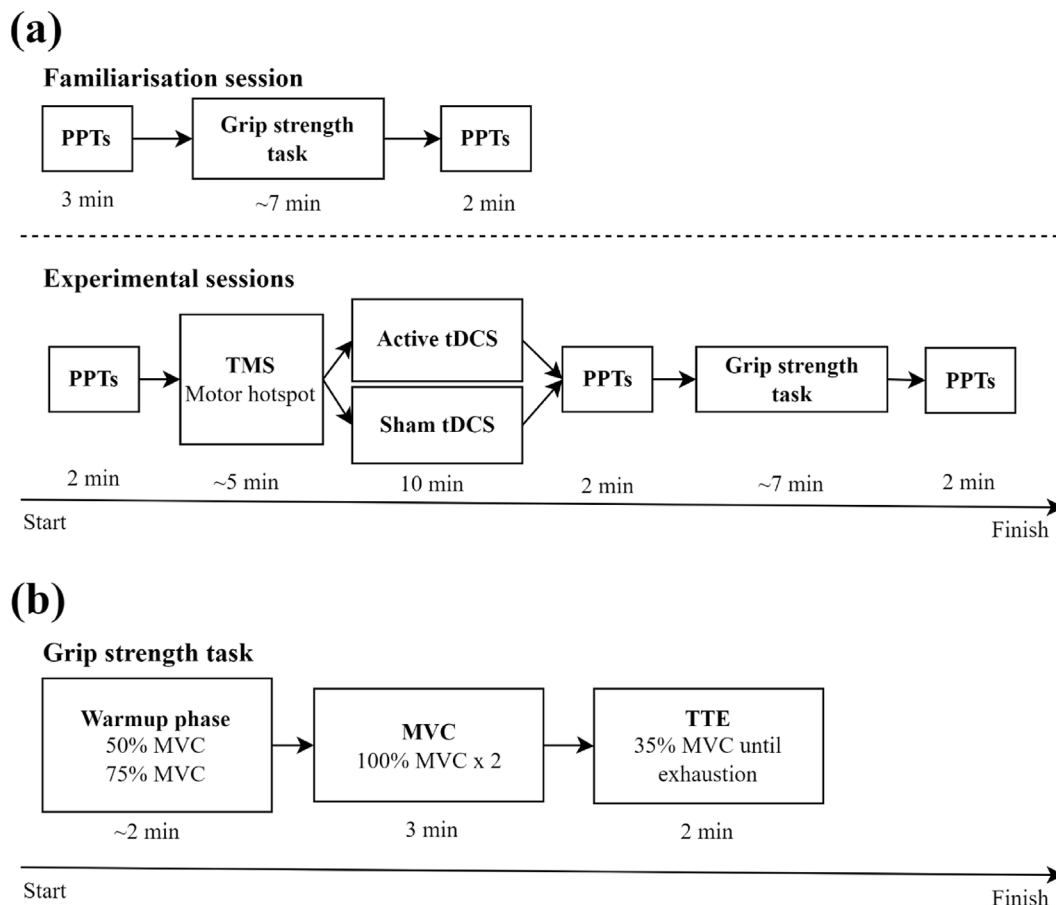 (a)
Familiarisation session
PPTs
Grip strength
task
PPTs
3 min
~7 min
2 min
Experimental sessions
PPTs
TMS
Motor hotspot
Active tDCS
Sham tDCS
PPTs
Grip strength
task
PPTs
2 min
~5 min
10 min
2 min
~7 min
2 min
Start
Finish
(b)
Grip strength task
Warmup phase
50% MVC
75% MVC
MVC
100% MVC x 2
TTE
35% MVC until
exhaustion
~2 min
3 min
2 min
Start
Finish